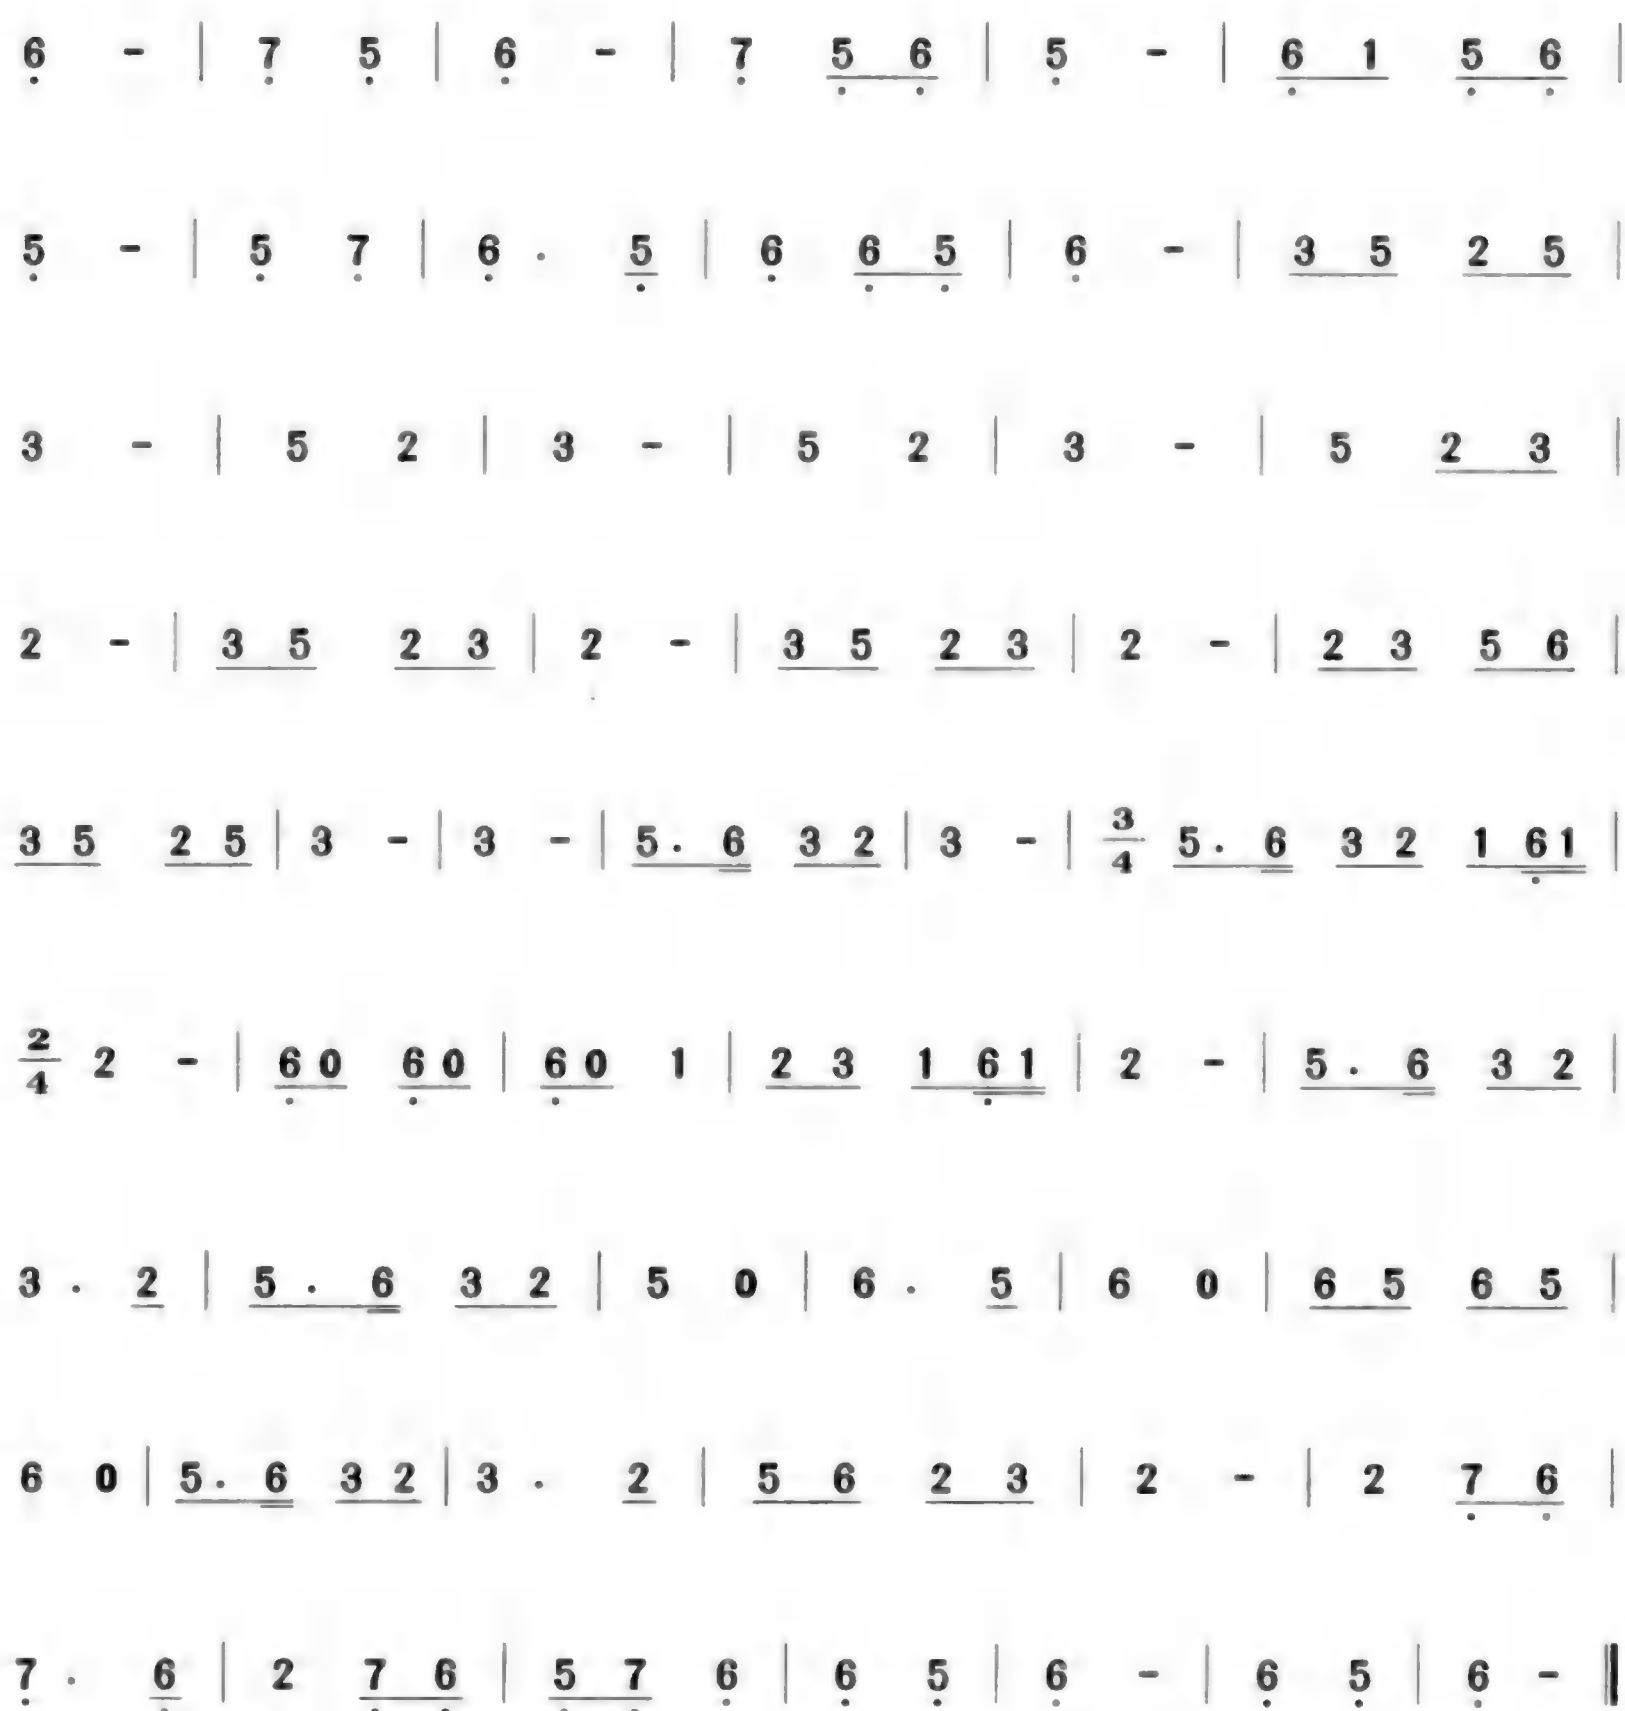 6̣ - | 7̣ 5̣ | 6̣ - | 7̣ 5̣ 6̣ | 5̣ - | 6̣ 1 5̣ 6̣ |
5̣ - | 5̣ 7̣ | 6̣ . 5̣ | 6̣ 6̣ 5̣ | 6̣ - | 3 5 2 5 |
3 - | 5 2 | 3 - | 5 2 | 3 - | 5 2 3 |
2 - | 3 5 2 3 | 2 - | 3 5 2 3 | 2 - | 2 3 5 6 |
3 5 2 5 | 3 - | 3 - | 5. 6 3 2 | 3 - | 3/4 5. 6 3 2 1 6̣ 1 |
2/4 2 - | 6̣ 0 6̣ 0 | 6̣ 0 1 | 2 3 1 6̣ 1 | 2 - | 5 . 6 3 2 |
3 . 2 | 5 . 6 3 2 | 5 0 | 6 . 5 | 6 0 | 6 5 6 5 |
6 0 | 5. 6 3 2 | 3 . 2 | 5 6 2 3 | 2 - | 2 7̣ 6̣ |
7̣ . 6̣ | 2 7̣ 6̣ | 5̣ 7̣ 6̣ | 6̣ 5̣ | 6̣ - | 6̣ 5̣ | 6̣ - ‖